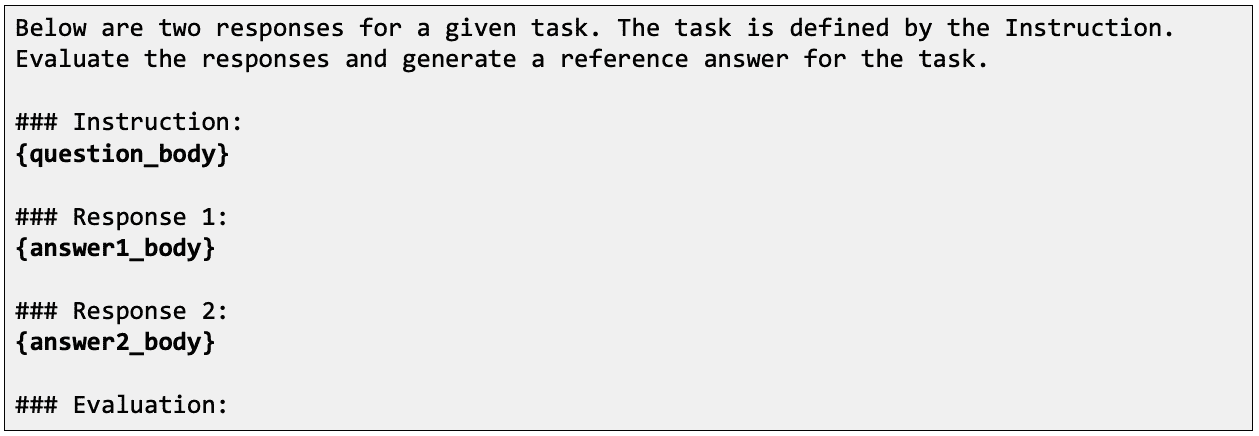 Below are two responses for a given task. The task is defined by the Instruction.
Evaluate the responses and generate a reference answer for the task.
### Instruction:
{question_body}
### Response 1:
{answer1_body}
### Response 2:
{answer2_body}
### Evaluation: